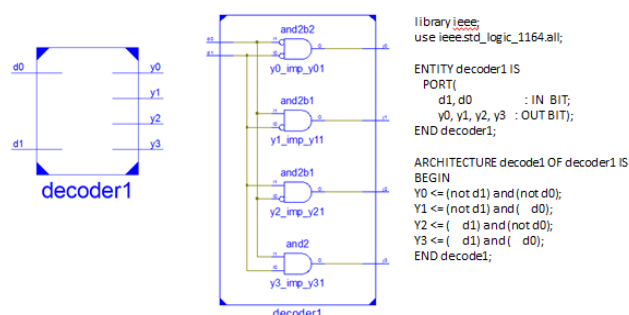 d0
d1
y0
y1
y2
y3
decoder1
and2b2
y0_imp_y01
and2b1
y1_imp_y11
and2b1
y2_imp_y21
and2
y3_imp_y31
decoder1
library ieee;
use ieee.std_logic_1164.all;
ENTITY decoder1 IS
PORT(
d1, d0 : IN BIT;
y0, y1, y2, y3 : OUT BIT);
END decoder1;
ARCHITECTURE decode1 OF decoder1 IS
BEGIN
Y0 <= (not d1) and (not d0);
Y1 <= (not d1) and ( d0);
Y2 <= ( d1) and (not d0);
Y3 <= ( d1) and ( d0);
END decode1;